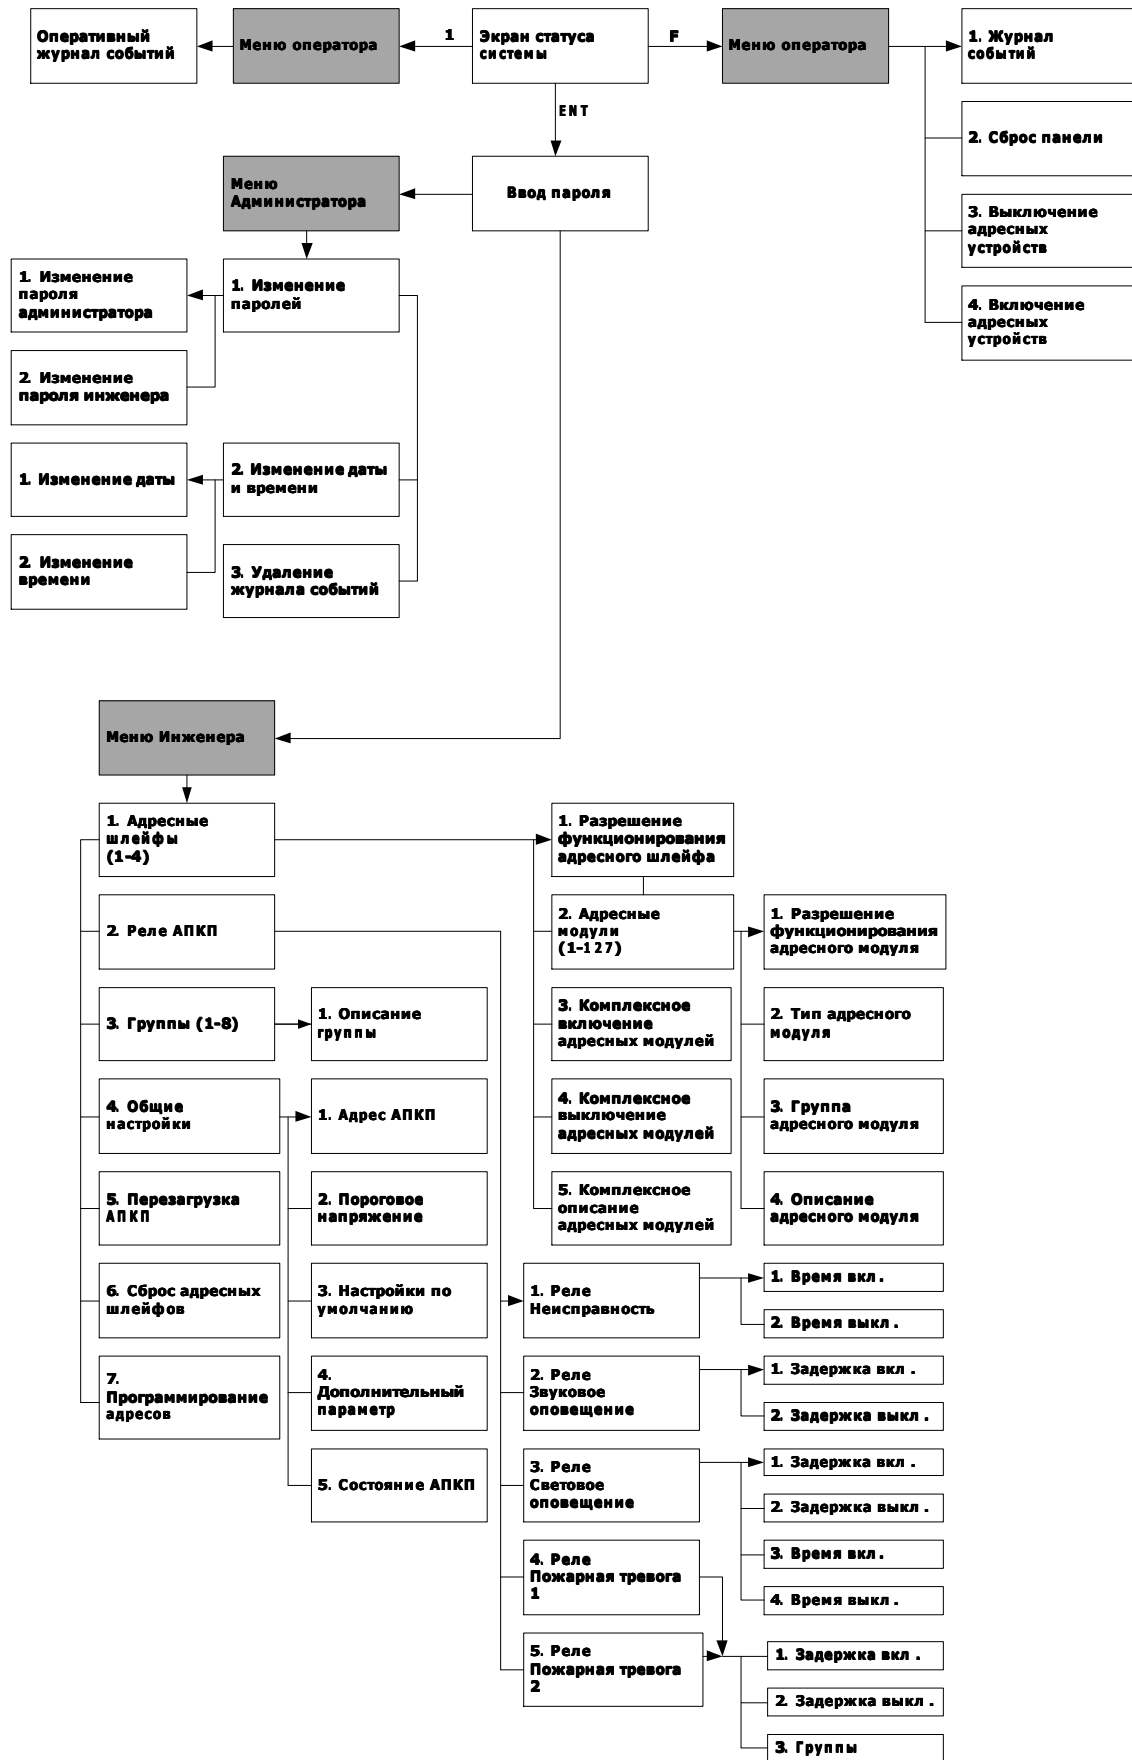 Оперативный
журнал событий
Меню оператора
1
Экран статуса
системы
F
Меню оператора
1. Журнал
событий
ENT
2. Сброс панели
Меню
Администратора
Ввод пароля
3. Выключение
адресных
устройств
1. Изменение
пароля
администратора
1. Изменение
паролей
4. Включение
адресных
устройств
2. Изменение
пароля инженера
1. Изменение даты
2. Изменение даты
и времени
2. Изменение
времени
3. Удаление
журнала событий
Меню Инженера
1. Адресные
шлейфы
(1-4)
1. Разрешение
функционирования
адресного шлейфа
2. Реле АПКП
2. Адресные
модули
(1-127)
1. Разрешение
функционирования
адресного модуля
3. Группы (1-8)
1. Описание
группы
3. Комплексное
включение
адресных модулей
2. Тип адресного
модуля
4. Общие
настройки
1. Адрес АПКП
4. Комплексное
выключение
адресных модулей
3. Группа
адресного модуля
5. Перезагрузка
АПКП
2. Пороговое
напряжение
5. Комплексное
описание
адресных модулей
4. Описание
адресного модуля
6. Сброс адресных
шлейфов
3. Настройки по
умолчанию
1. Реле
Неисправность
1. Время вкл .
2. Время выкл .
7.
Программирование
адресов
4.
Дополнительный
параметр
2. Реле
Звуковое
оповещение
1. Задержка вкл .
2. Задержка выкл .
5. Состояние АПКП
3. Реле
Световое
оповещение
1. Задержка вкл .
2. Задержка выкл .
3. Время вкл .
4. Время выкл .
4. Реле
Пожарная тревога
1
5. Реле
Пожарная тревога
2
1. Задержка вкл .
2. Задержка выкл .
3. Группы